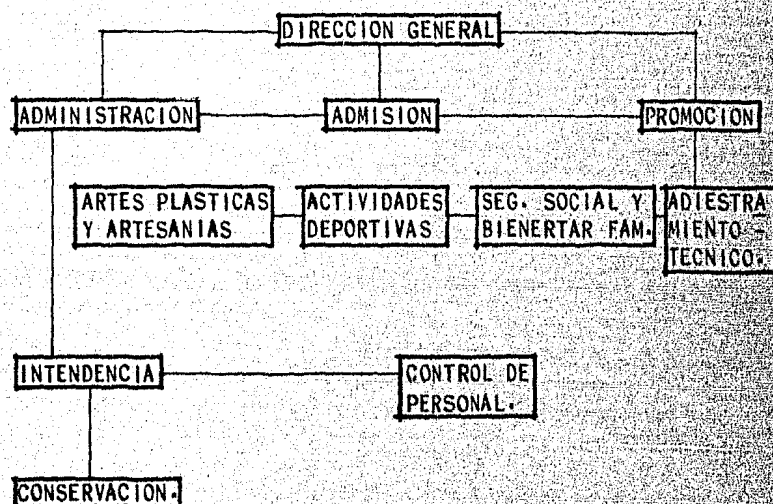 DIRECCION GENERAL
ADMINISTRACION
ADMISION
PROMOCION
ARTES PLASTICAS
Y ARTESANIAS
ACTIVIDADES
DEPORTIVAS
SEG. SOCIAL Y
BIENERTAR FAM.
ADIESTRA
MIENTO -
TECNICO.
INTENDENCIA
CONTROL DE
PERSONAL.
CONSERVACION.